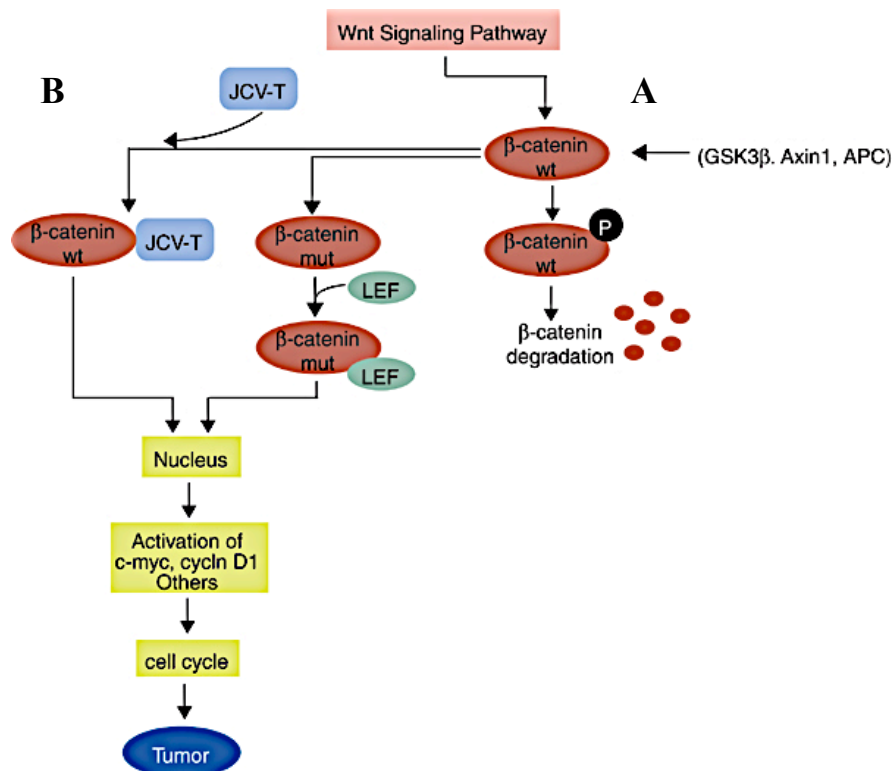 Wnt Signaling Pathway
B
JCV-T
A
β-catenin
wt
(GSK3β. Axin1, APC)
β-catenin
wt
JCV-T
β-catenin
mut
β-catenin
wt
P
LEF
β-catenin
mut
LEF
β-catenin
degradation
Nucleus
Activation of
c-myc, cycln D1
Others
cell cycle
Tumor